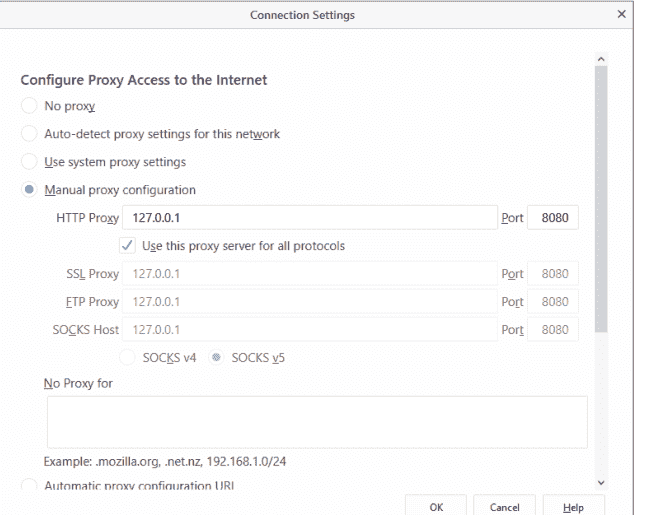 Connection Settings
Configure Proxy Access to the Internet
No proxy
Auto-detect proxy settings for this network
Use system proxy settings
Manual proxy configuration
HTTP Proxy 127.0.0.1 Port 8080
Use this proxy server for all protocols
SSL Proxy 127.0.0.1 Port 8080
FTP Proxy 127.0.0.1 Port 8080
SOCKS Host 127.0.0.1 Port 8080
SOCKS v4 SOCKS v5
No Proxy for
Example: .mozilla.org, .net.nz, 192.168.1.0/24
Automatic proxy configuration URL
OK Cancel Help